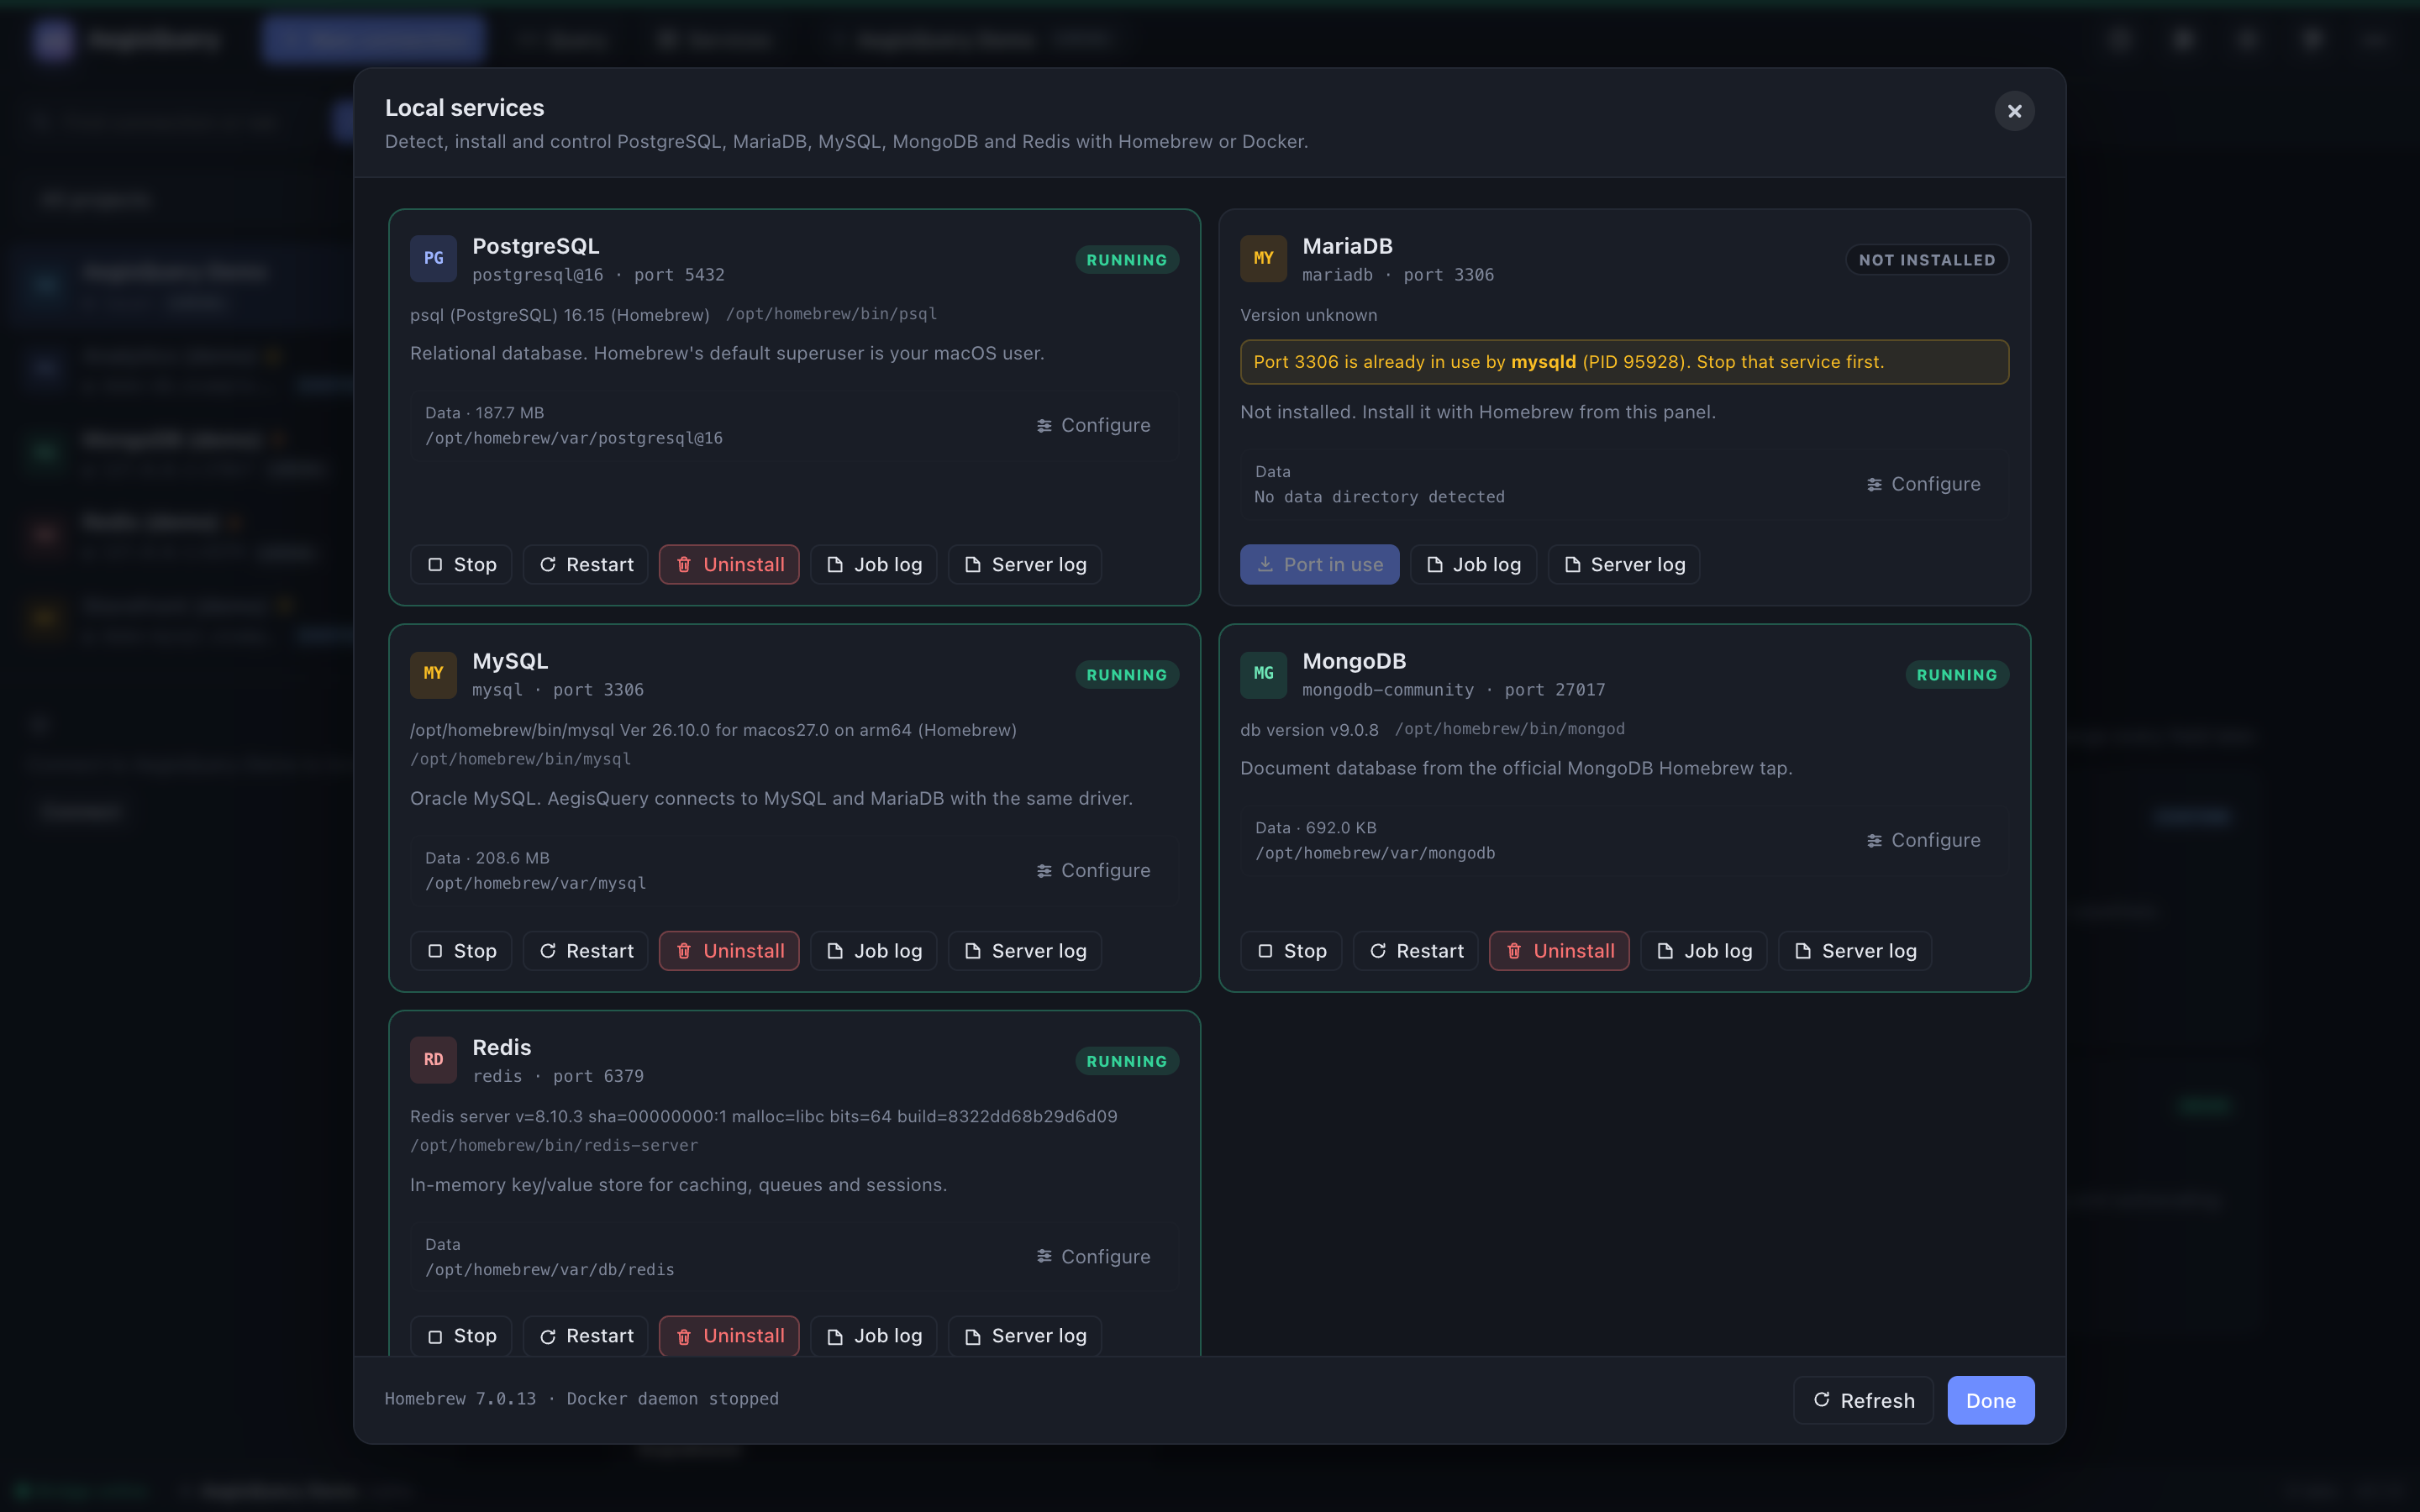 Local services
Detect, install and control PostgreSQL, MariaDB, MySQL, MongoDB and Redis with Homebrew or Docker.
PG
PostgreSQL
postgresql@16 · port 5432
RUNNING
psql (PostgreSQL) 16.15 (Homebrew) /opt/homebrew/bin/psql
Relational database. Homebrew's default superuser is your macOS user.
Data · 187.7 MB
/opt/homebrew/var/postgresql@16
Configure
Stop Restart Uninstall Job log Server log
MY
MariaDB
mariadb · port 3306
NOT INSTALLED
Version unknown
Port 3306 is already in use by mysqld (PID 95928). Stop that service first.
Not installed. Install it with Homebrew from this panel.
Data
No data directory detected
Configure
Port in use Job log Server log
MY
MySQL
mysql · port 3306
RUNNING
/opt/homebrew/bin/mysql Ver 26.10.0 for macos27.0 on arm64 (Homebrew)
/opt/homebrew/bin/mysql
Oracle MySQL. AegisQuery connects to MySQL and MariaDB with the same driver.
Data · 208.6 MB
/opt/homebrew/var/mysql
Configure
Stop Restart Uninstall Job log Server log
MG
MongoDB
mongodb-community · port 27017
RUNNING
db version v9.0.8 /opt/homebrew/bin/mongod
Document database from the official MongoDB Homebrew tap.
Data · 692.0 KB
/opt/homebrew/var/mongodb
Configure
Stop Restart Uninstall Job log Server log
RD
Redis
redis · port 6379
RUNNING
Redis server v=8.10.3 sha=00000000:1 malloc=libc bits=64 build=8322dd68b29d6d09
/opt/homebrew/bin/redis-server
In-memory key/value store for caching, queues and sessions.
Data
/opt/homebrew/var/db/redis
Configure
Stop Restart Uninstall Job log Server log
Homebrew 7.0.13 · Docker daemon stopped
Refresh
Done